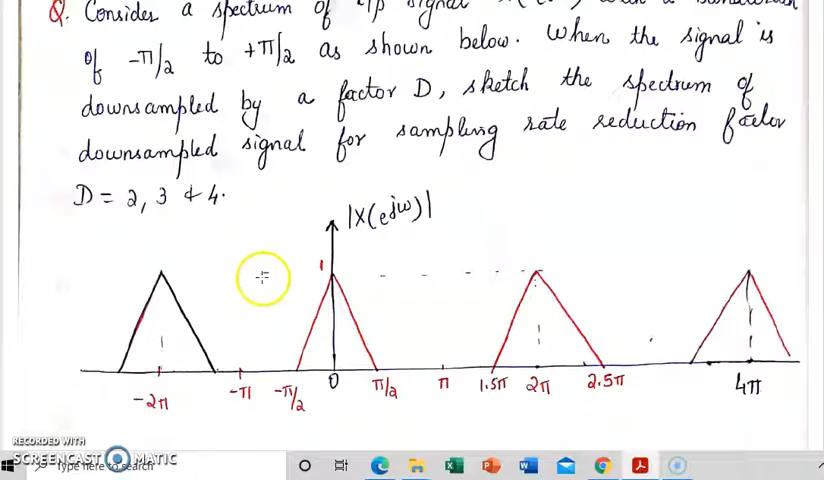 Q. Consider a spectrum of i/p signal
of -π/2 to +π/2 as shown below. When the signal is
downsampled by a factor D, sketch the spectrum of
downsampled signal for sampling rate reduction factor
D = 2, 3 & 4.
|X(e^jω)|
1
-2π -π -π/2 0 π/2 π 1.5π 2π 2.5π 4π
RECORDED WITH
SCREENCAST MATIC
Type here to search